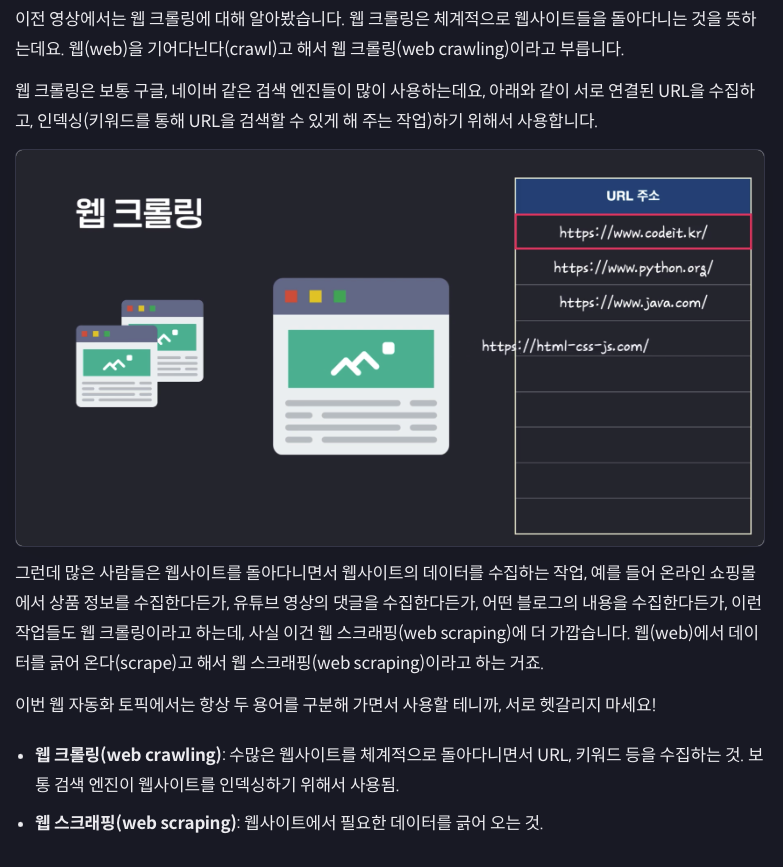 이전 영상에서는 웹 크롤링에 대해 알아봤습니다. 웹 크롤링은 체계적으로 웹사이트들을 돌아다니는 것을 뜻하
는데요. 웹(web)을 기어다닌다(crawl)고 해서 웹 크롤링(web crawling)이라고 부릅니다.
웹 크롤링은 보통 구글, 네이버 같은 검색 엔진들이 많이 사용하는데요, 아래와 같이 서로 연결된 URL을 수집하
고, 인덱싱(키워드를 통해 URL을 검색할 수 있게 해 주는 작업)하기 위해서 사용합니다.
웹 크롤링
URL 주소
https://www.codeit.kr/
https://www.python.org/
https://www.java.com/
https://html-css-js.com/
그런데 많은 사람들은 웹사이트를 돌아다니면서 웹사이트의 데이터를 수집하는 작업, 예를 들어 온라인 쇼핑몰
에서 상품 정보를 수집한다든가, 유튜브 영상의 댓글을 수집한다든가, 어떤 블로그의 내용을 수집한다든가, 이런
작업들도 웹 크롤링이라고 하는데, 사실 이건 웹 스크래핑(web scraping)에 더 가깝습니다. 웹(web)에서 데이
터를 긁어 온다(scrape)고 해서 웹 스크래핑(web scraping)이라고 하는 거죠.
이번 웹 자동화 토픽에서는 항상 두 용어를 구분해 가면서 사용할 테니까, 서로 헷갈리지 마세요!
• 웹 크롤링(web crawling): 수많은 웹사이트를 체계적으로 돌아다니면서 URL, 키워드 등을 수집하는 것. 보
통 검색 엔진이 웹사이트를 인덱싱하기 위해서 사용됨.
• 웹 스크래핑(web scraping): 웹사이트에서 필요한 데이터를 긁어 오는 것.